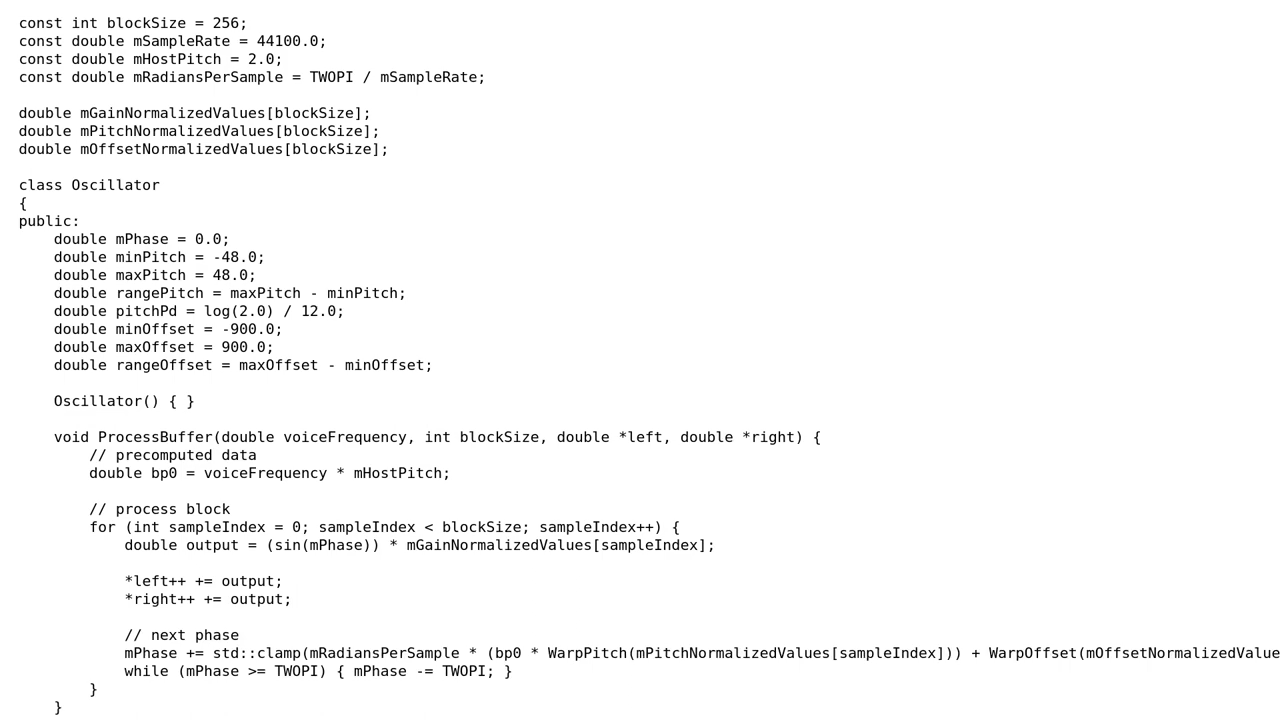 const int blockSize = 256;
const double mSampleRate = 44100.0;
const double mHostPitch = 2.0;
const double mRadiansPerSample = TWOPI / mSampleRate;

double mGainNormalizedValues[blockSize];
double mPitchNormalizedValues[blockSize];
double mOffsetNormalizedValues[blockSize];

class Oscillator
{
public:
    double mPhase = 0.0;
    double minPitch = -48.0;
    double maxPitch = 48.0;
    double rangePitch = maxPitch - minPitch;
    double pitchPd = log(2.0) / 12.0;
    double minOffset = -900.0;
    double maxOffset = 900.0;
    double rangeOffset = maxOffset - minOffset;

    Oscillator() { }

    void ProcessBuffer(double voiceFrequency, int blockSize, double *left, double *right) {
        // precomputed data
        double bp0 = voiceFrequency * mHostPitch;

        // process block
        for (int sampleIndex = 0; sampleIndex < blockSize; sampleIndex++) {
            double output = (sin(mPhase)) * mGainNormalizedValues[sampleIndex];

            *left++ += output;
            *right++ += output;

            // next phase
            mPhase += std::clamp(mRadiansPerSample * (bp0 * WarpPitch(mPitchNormalizedValues[sampleIndex])) + WarpOffset(mOffsetNormalizedValue
            while (mPhase >= TWOPI) { mPhase -= TWOPI; }
        }
    }